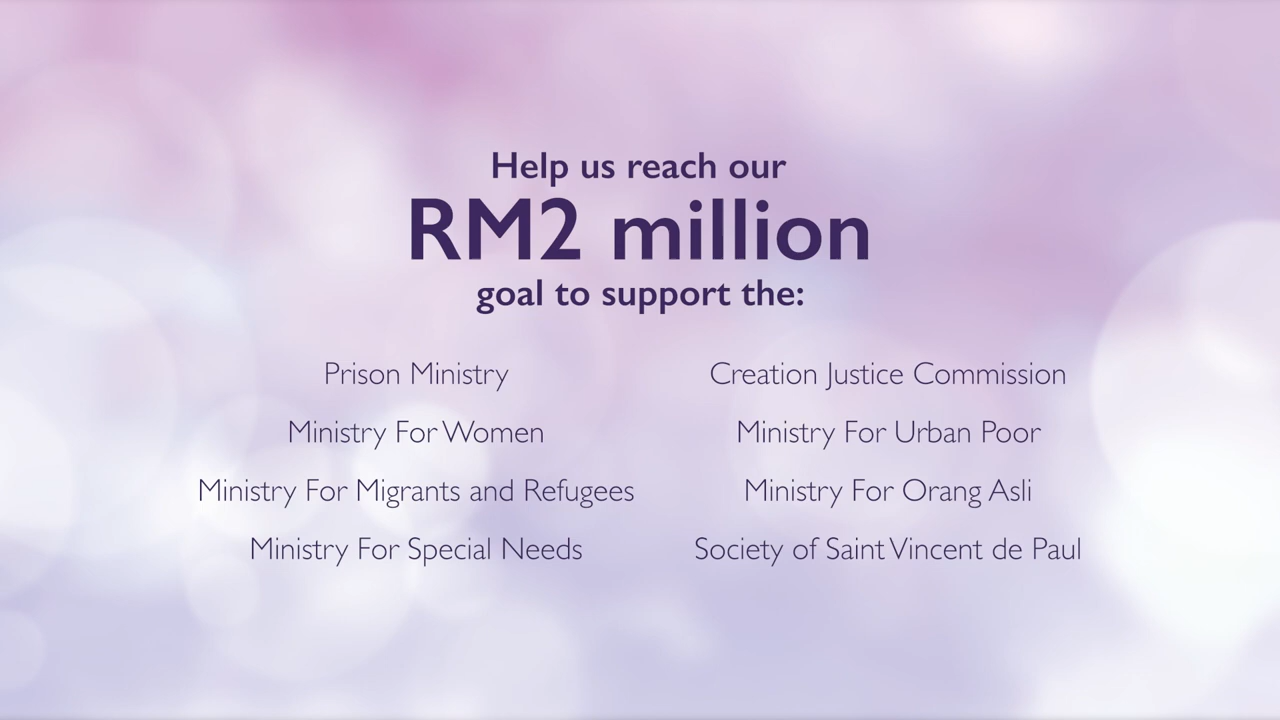 Help us reach our
RM2 million
goal to support the:
Prison Ministry
Ministry For Women
Ministry For Migrants and Refugees
Ministry For Special Needs
Creation Justice Commission
Ministry For Urban Poor
Ministry For Orang Asli
Society of Saint Vincent de Paul